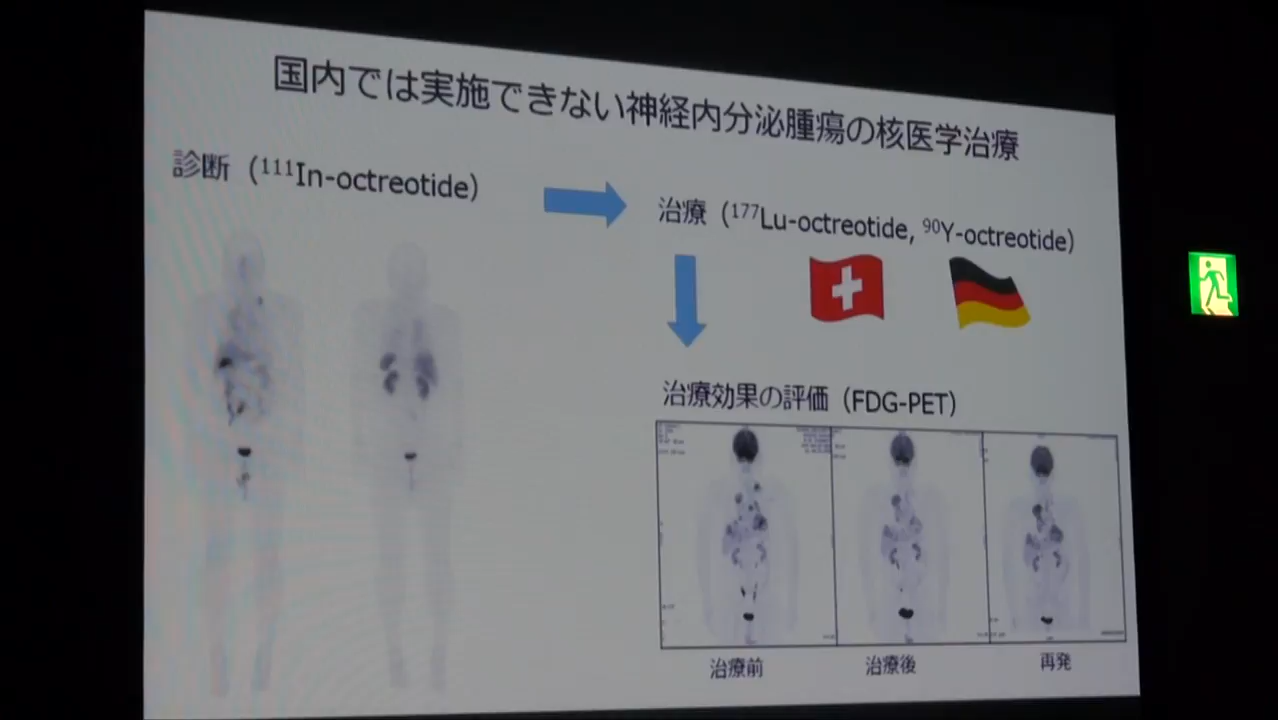 国内では実施できない神経内分泌腫瘍の核医学治療
診断（¹¹¹In-octreotide）
治療（¹⁷⁷Lu-octreotide, ⁹⁰Y-octreotide）
治療効果の評価（FDG-PET）
治療前
治療後
再発